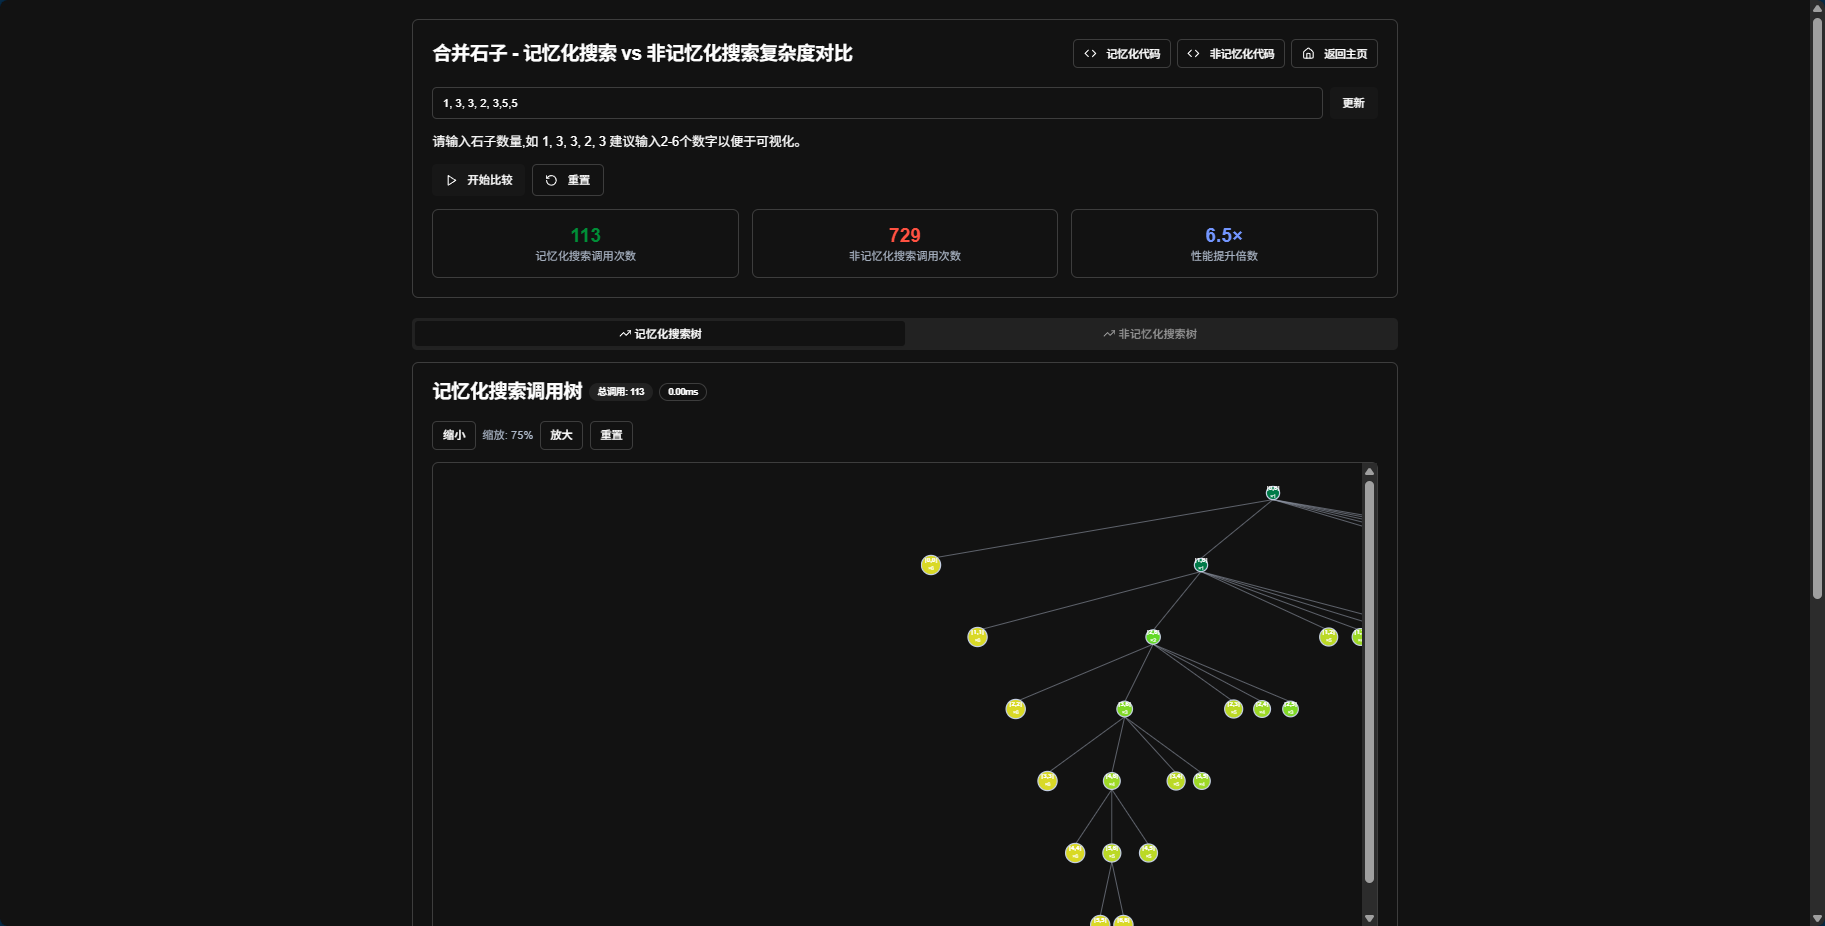 合并石子 - 记忆化搜索 vs 非记忆化搜索复杂度对比
记忆化代码
非记忆化代码
返回主页
1, 3, 3, 2, 3,5,5
更新
请输入石子数量,如 1, 3, 3, 2, 3 建议输入2-6个数字以便于可视化。
开始比较
重置
113
记忆化搜索调用次数
729
非记忆化搜索调用次数
6.5×
性能提升倍数
记忆化搜索树
非记忆化搜索树
记忆化搜索调用树
总调用: 113
0.00ms
缩小
缩放: 75%
放大
重置